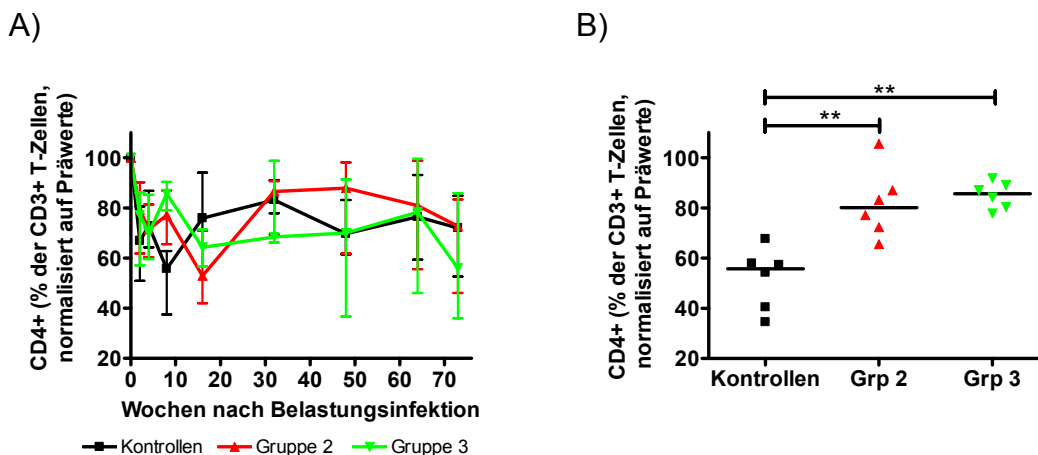 A)
B)
CD4+ (% der CD3+ T-Zellen,
normalisiert auf Präwerte)
100
80
60
40
20
0 10 20 30 40 50 60 70
Wochen nach Belastungsinfektion
Kontrollen Gruppe 2 Gruppe 3
CD4+ (% der CD3+ T-Zellen,
normalisiert auf Präwerte)
100
80
60
40
20
**
**
Kontrollen Grp 2 Grp 3